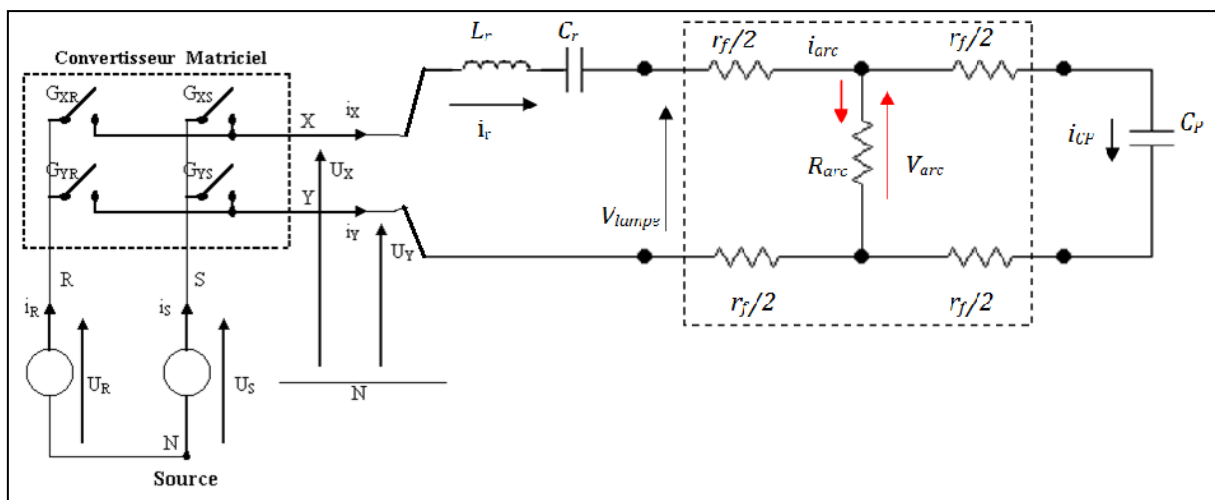 Convertisseur Matriciel
G_XR
G_XS
G_YR
G_YS
X
Y
i_X
i_Y
U_X
U_Y
R
S
i_R
i_S
U_R
U_S
N
N
Source
L_r
C_r
i_r
V_lampe
r_f/2
i_arc
r_f/2
R_arc
V_arc
i_CP
C_P
r_f/2
r_f/2